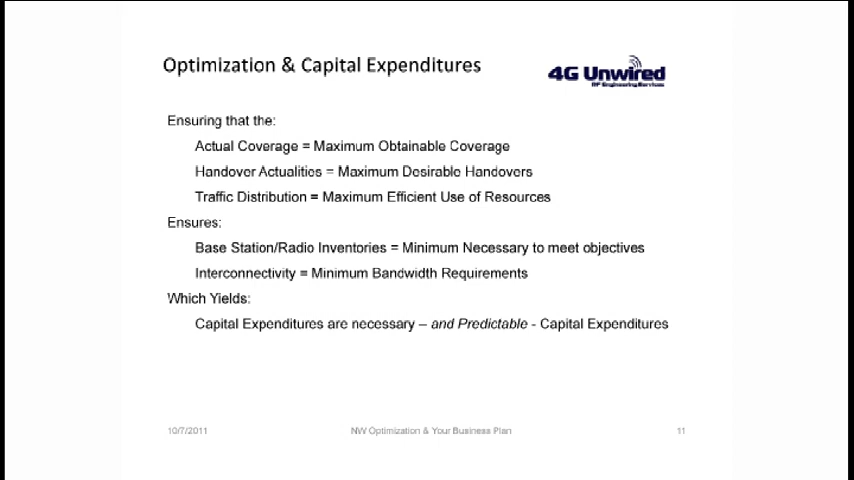 Optimization & Capital Expenditures
4G Unwired
RF Engineering Services
Ensuring that the:
Actual Coverage = Maximum Obtainable Coverage
Handover Actualities = Maximum Desirable Handovers
Traffic Distribution = Maximum Efficient Use of Resources
Ensures:
Base Station/Radio Inventories = Minimum Necessary to meet objectives
Interconnectivity = Minimum Bandwidth Requirements
Which Yields:
Capital Expenditures are necessary – and Predictable - Capital Expenditures
10/7/2011
NW Optimization & Your Business Plan
11